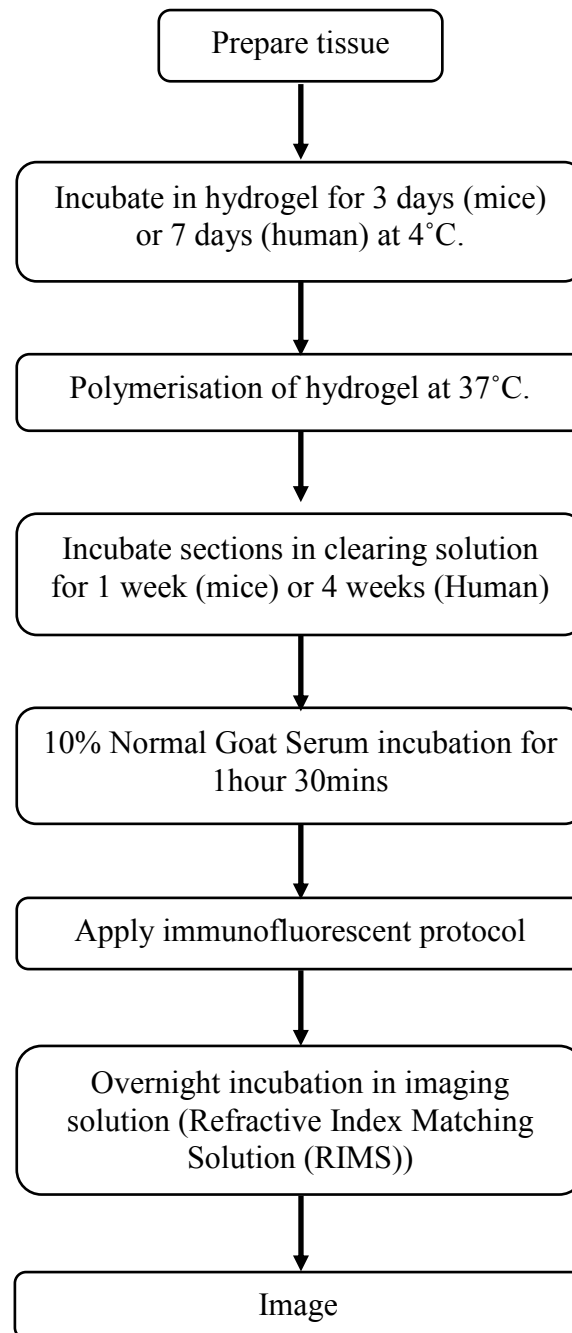 Prepare tissue
Incubate in hydrogel for 3 days (mice)
or 7 days (human) at 4˚C.
Polymerisation of hydrogel at 37˚C.
Incubate sections in clearing solution
for 1 week (mice) or 4 weeks (Human)
10% Normal Goat Serum incubation for
1hour 30mins
Apply immunofluorescent protocol
Overnight incubation in imaging
solution (Refractive Index Matching
Solution (RIMS))
Image